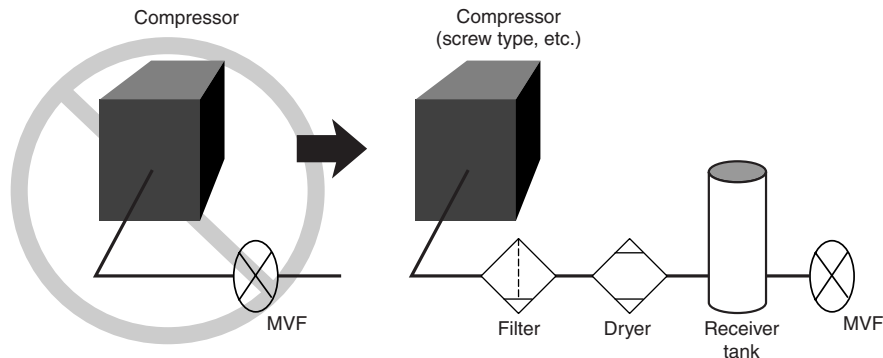 Compressor
MVF
Compressor
(screw type, etc.)
Filter
Dryer
Receiver
tank
MVF